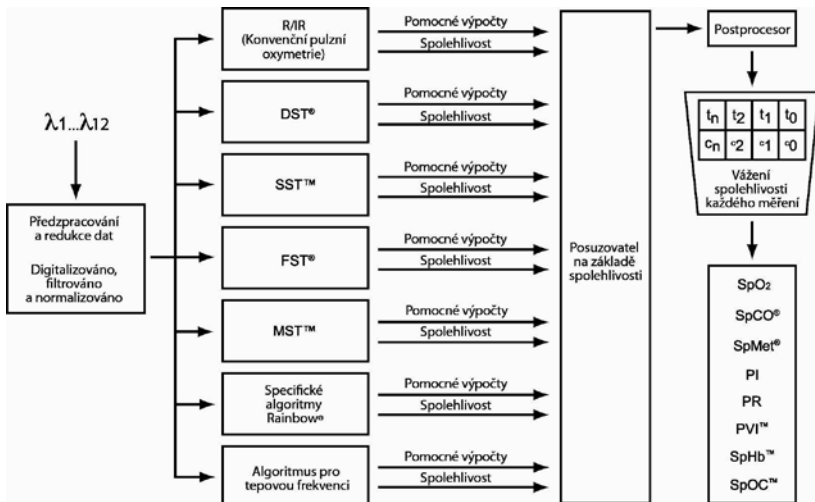 λ1...λ12
Předzpracování
a redukce dat
Digitalizováno,
filtrováno
a normalizováno
R/IR
(Konvenční pulzní
oxymetrie)
Pomocné výpočty
Spolehlivost
DST®
Pomocné výpočty
Spolehlivost
SST™
Pomocné výpočty
Spolehlivost
FST®
Pomocné výpočty
Spolehlivost
MST™
Pomocné výpočty
Spolehlivost
Specifické
algoritmy
Rainbow®
Pomocné výpočty
Spolehlivost
Algoritmus pro
tepovou frekvenci
Pomocné výpočty
Spolehlivost
Posuzovatel
na základě
spolehlivosti
Postprocesor
tn t2 t1 t0
cn c2 c1 c0
Vážení
spolehlivosti
každého měření
SpO2
SpCO®
SpMet®
PI
PR
PVI™
SpHb™
SpOC™